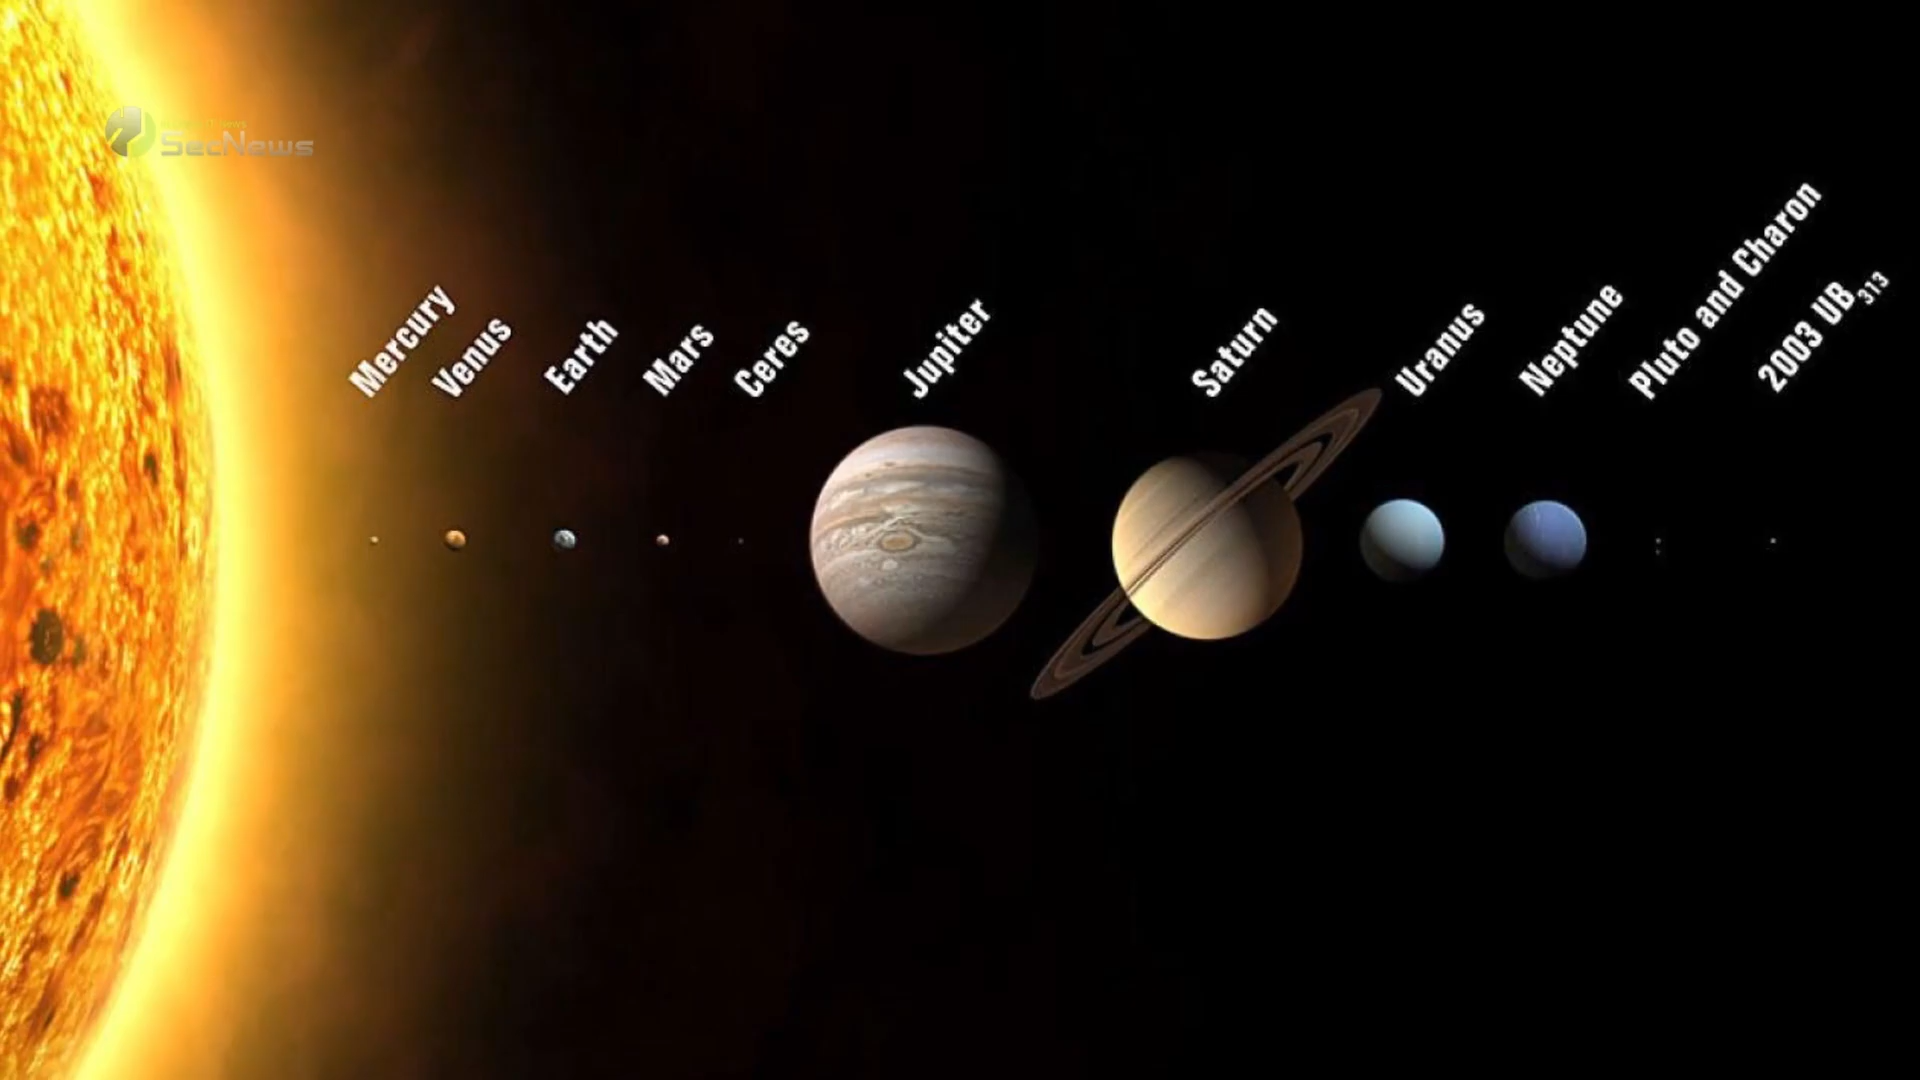 SecNews
Mercury
Venus
Earth
Mars
Ceres
Jupiter
Saturn
Uranus
Neptune
Pluto and Charon
2003 UB313